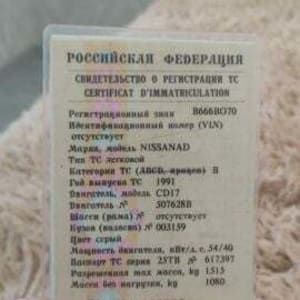 РОССИЙСКАЯ ФЕДЕРАЦИЯ
СВИДЕТЕЛЬСТВО О РЕГИСТРАЦИИ ТС
CERTIFICAT D'IMMATRICULATION
Регистрационный знак В666ВО70
Идентификационный номер (VIN)
отсутствует
Марка, модель NISSANAD
Тип ТС легковой
Категория ТС (ABCD, прицеп) B
Год выпуска ТС 1991
Двигатель, модель CD17
Двигатель № 507628B
Шасси (рама) № отсутствует
Кузов (коляска) № 003159
Цвет серый
Мощность двигателя, кВт/л. с. 54/40
Паспорт ТС серия 25ТВ № 617397
Разрешенная max масса, kg 1515
Масса без нагрузки, kg 1080